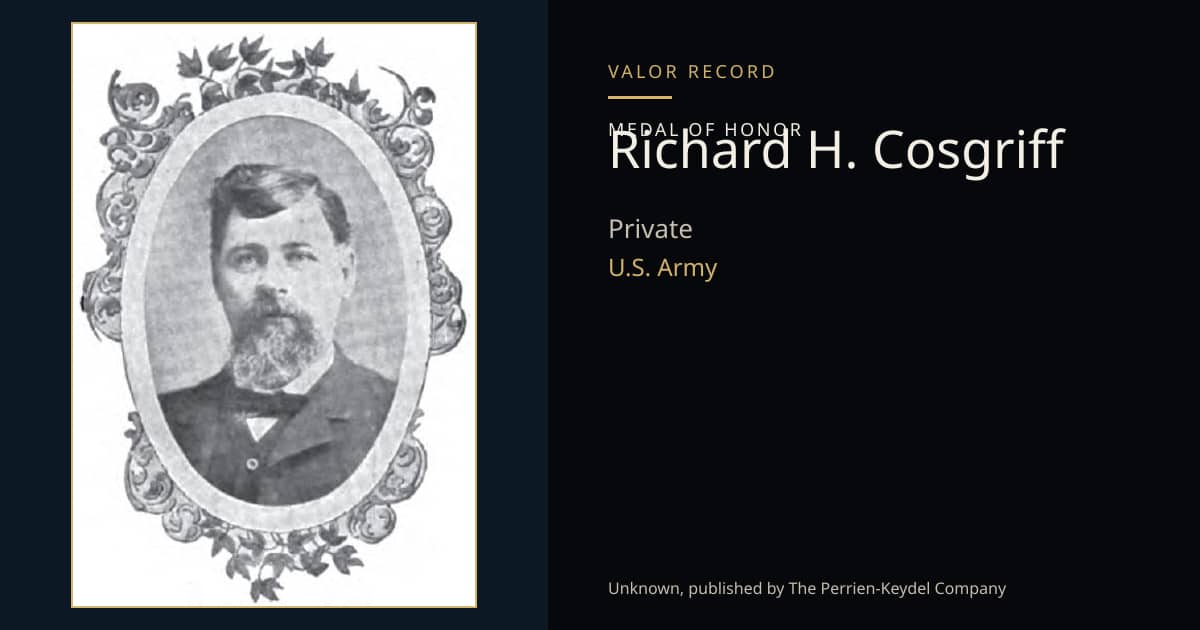 VALOR RECORD
MEDAL OF HONOR
Richard H. Cosgriff
Private
U.S. Army
Unknown, published by The Perrien-Keydel Company